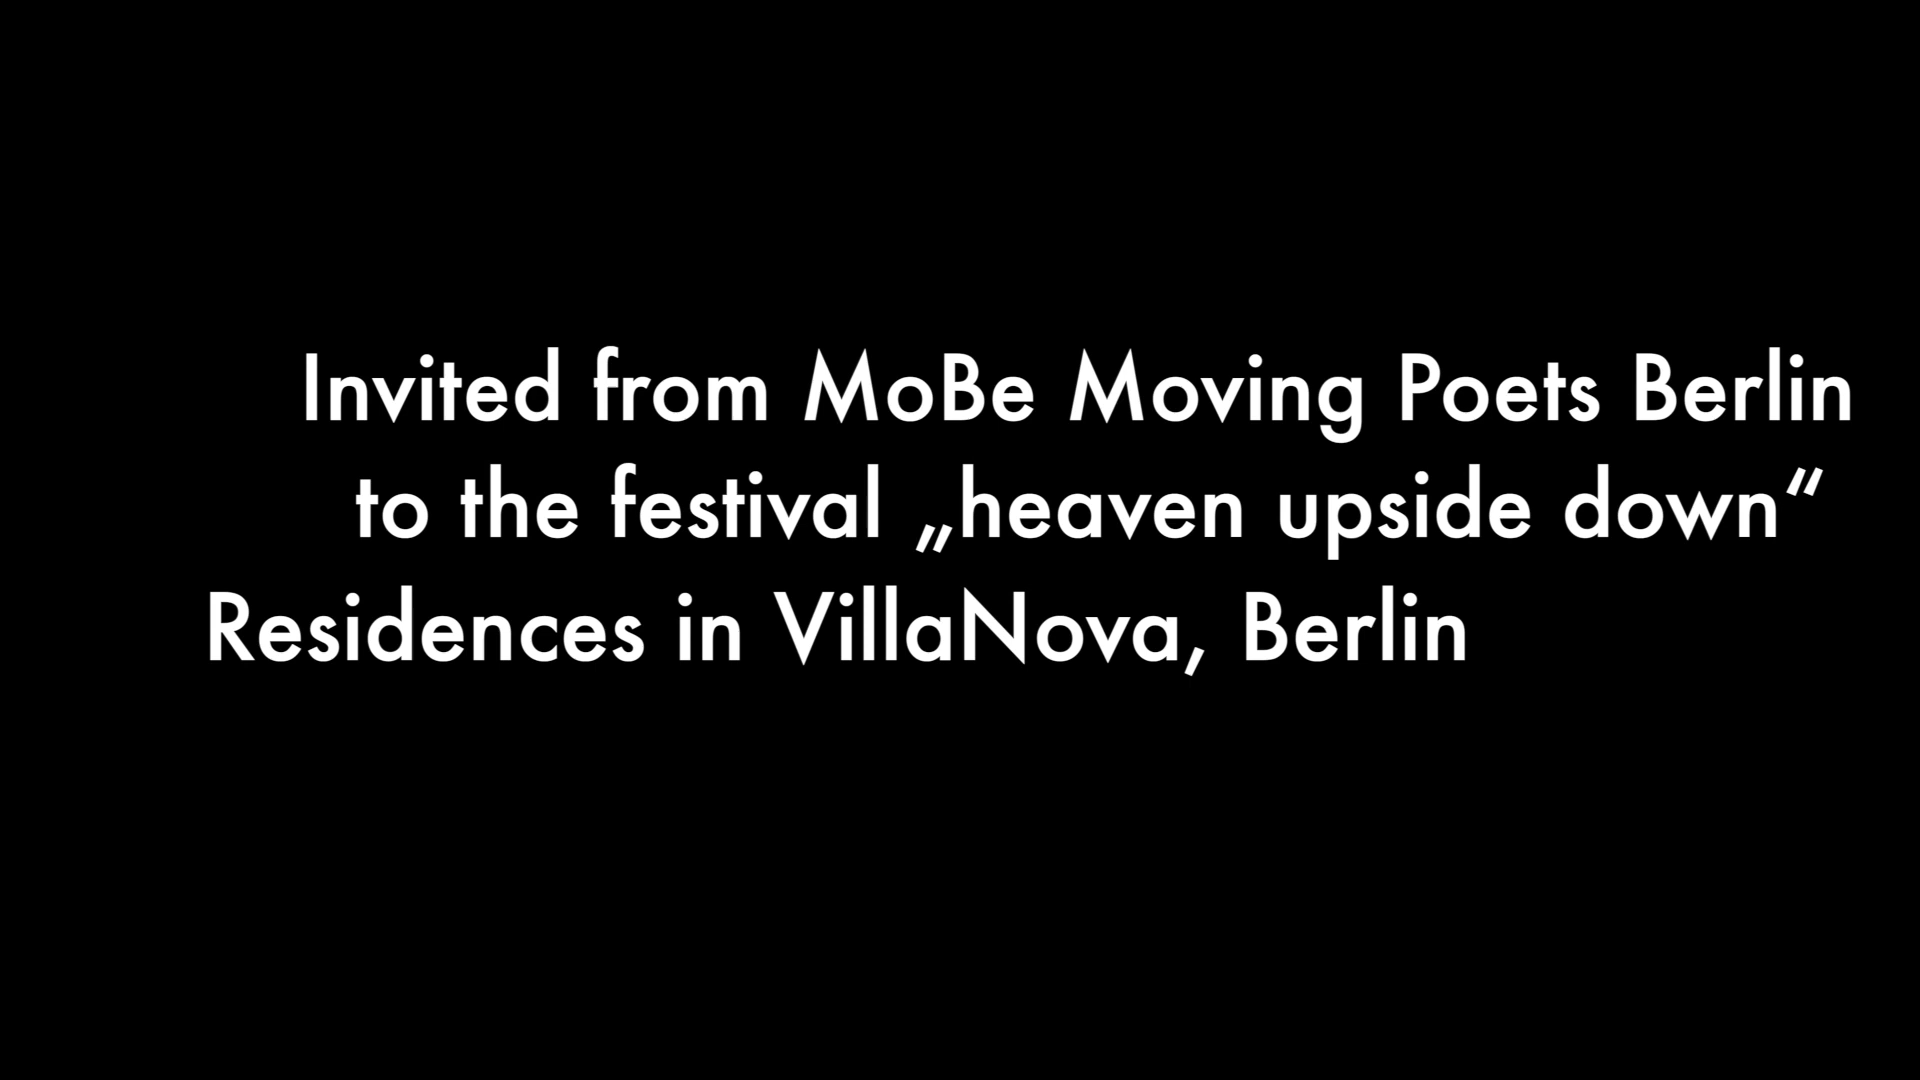 Invited from MoBe Moving Poets Berlin
to the festival „heaven upside down“
Residences in VillaNova, Berlin